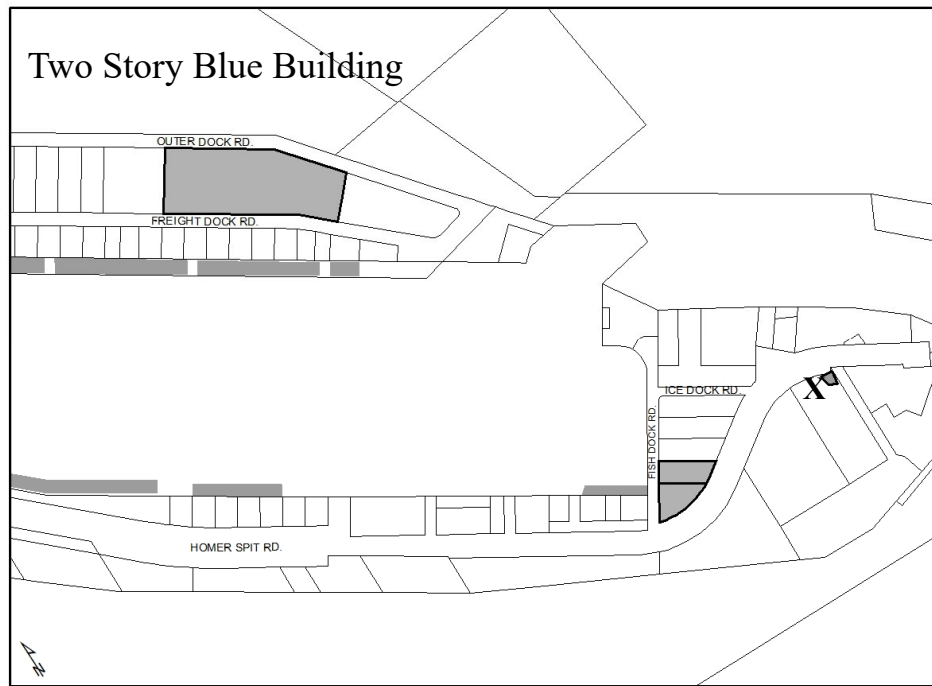 Two Story Blue Building
OUTER DOCK RD.
FREIGHT DOCK RD.
X
ICE DOCK RD.
FISH DOCK RD.
HOMER SPIT RD.
N